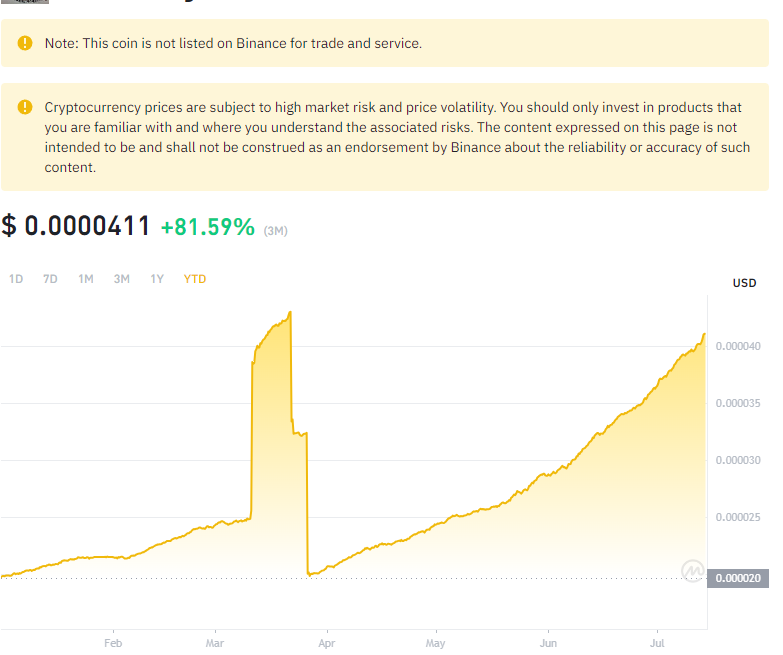 Note: This coin is not listed on Binance for trade and service.
Cryptocurrency prices are subject to high market risk and price volatility. You should only invest in products that
you are familiar with and where you understand the associated risks. The content expressed on this page is not
intended to be and shall not be construed as an endorsement by Binance about the reliability or accuracy of such
content.
$ 0.0000411 +81.59% (3M)
1D 7D 1M 3M 1Y YTD
USD
0.000040
0.000035
0.000030
0.000025
0.000020
Feb Mar Apr May Jun Jul